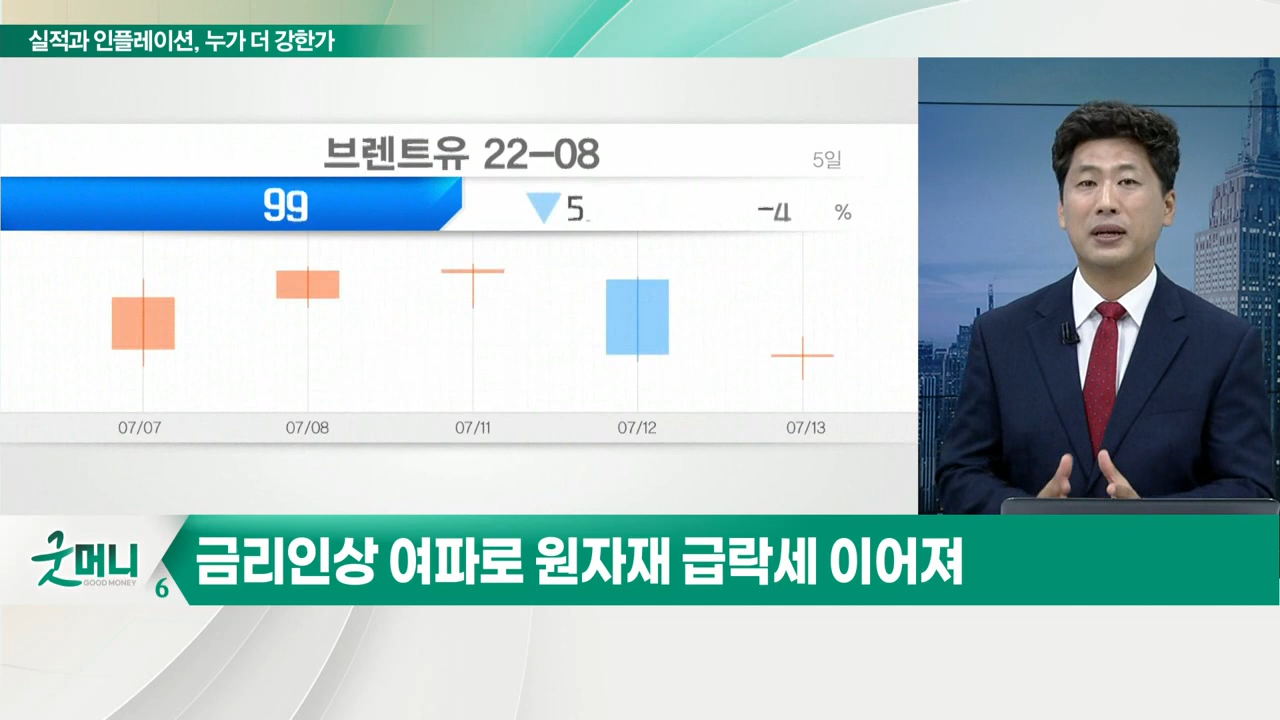 실적과 인플레이션, 누가 더 강한가
브렌트유 22-08
5일
99 ▼5 -4 %
07/07 07/08 07/11 07/12 07/13
굿머니
GOOD MONEY
6
금리인상 여파로 원자재 급락세 이어져